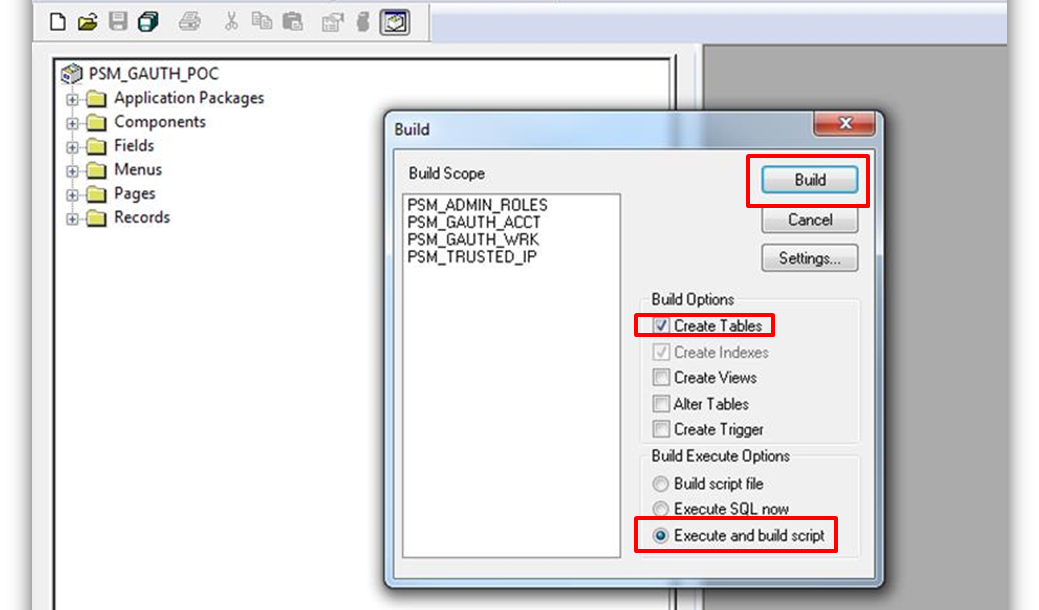 PSM_GAUTH_POC
Application Packages
Components
Fields
Menus
Pages
Records
Build
Build Scope
PSM_ADMIN_ROLES
PSM_GAUTH_ACCT
PSM_GAUTH_WRK
PSM_TRUSTED_IP
Build
Cancel
Settings...
Build Options
Create Tables
Create Indexes
Create Views
Alter Tables
Create Trigger
Build Execute Options
Build script file
Execute SQL now
Execute and build script